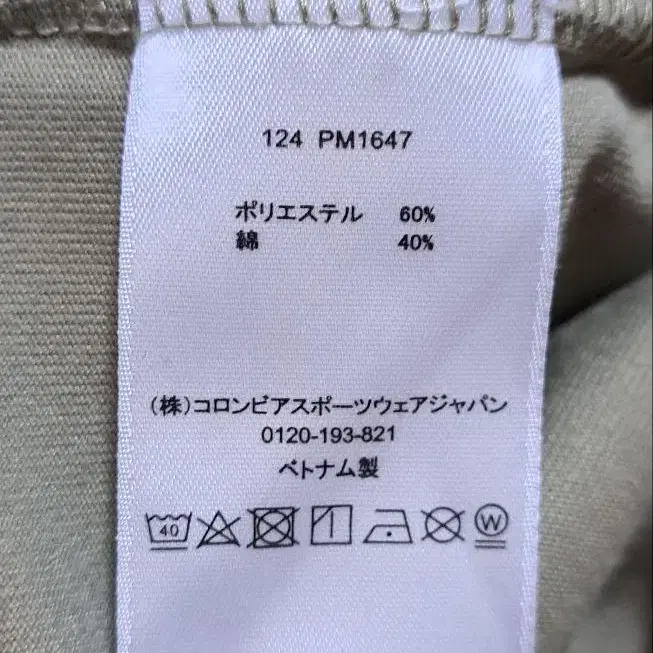 124 PM1647
ポリエステル 60%
綿 40%
(株)コロンビアスポーツウェアジャパン
0120-193-821
ベトナム製
40 W